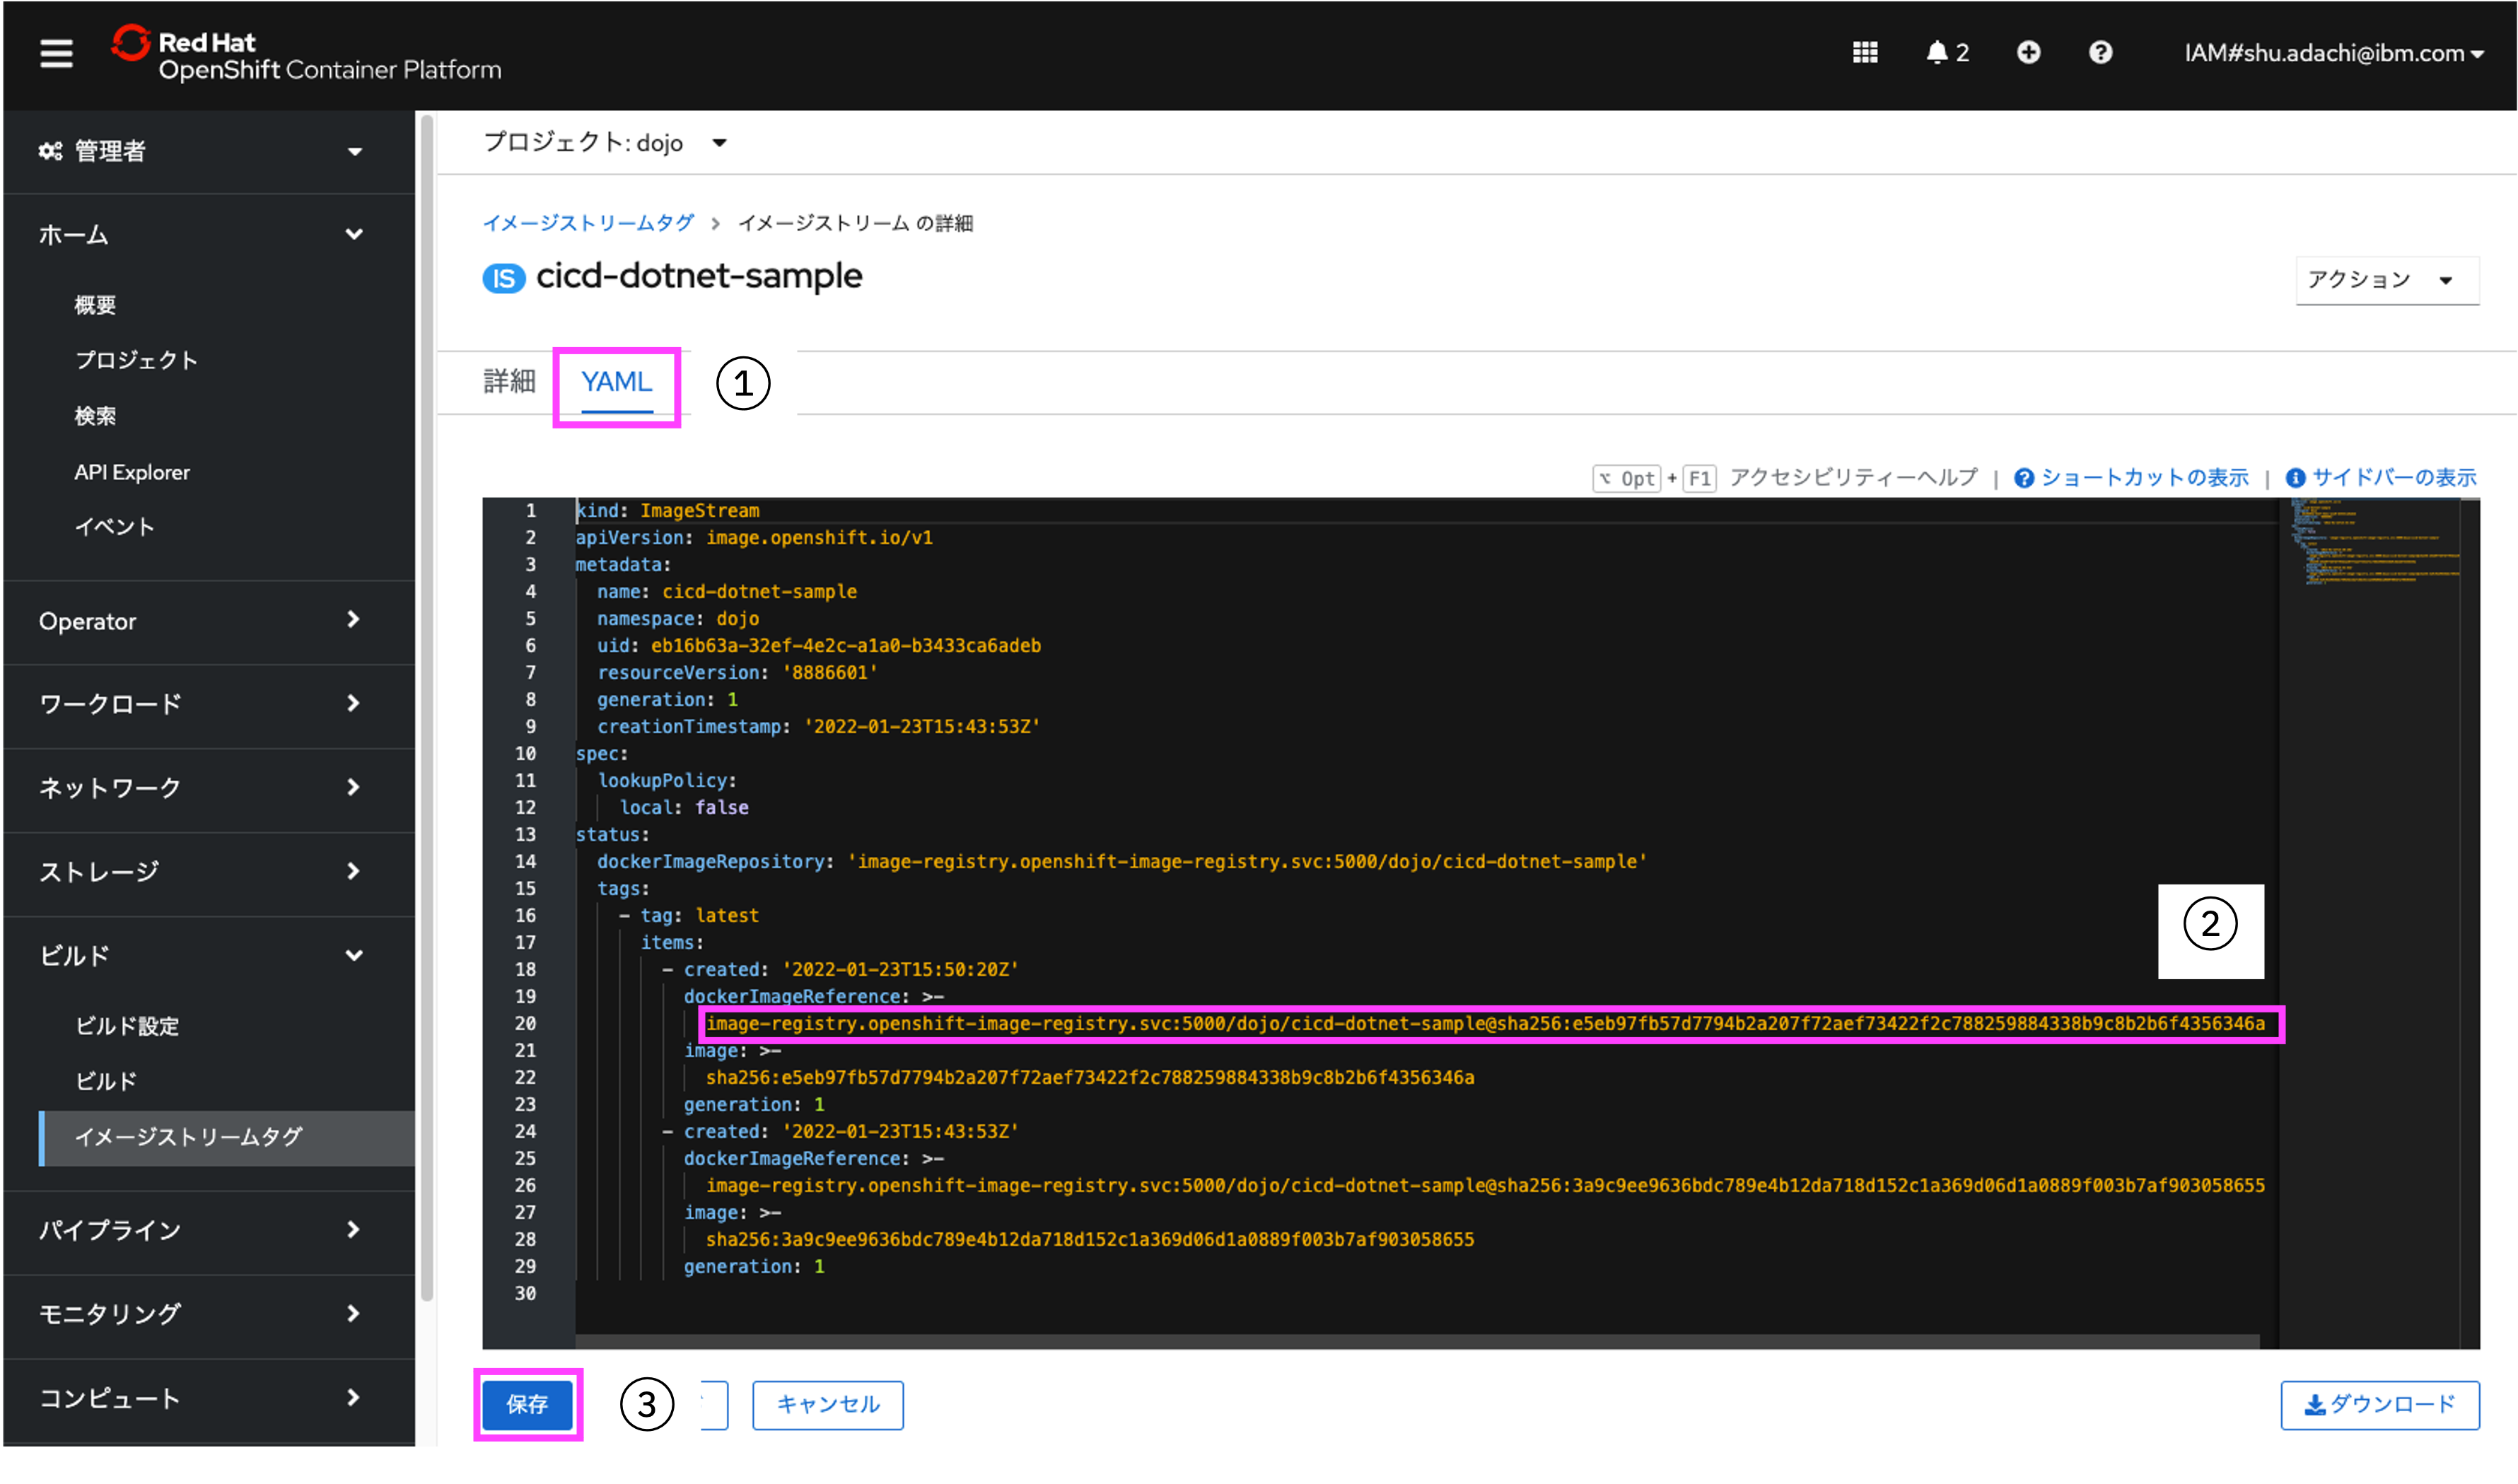 Red Hat
OpenShift Container Platform
2
IAM#shu.adachi@ibm.com
管理者
ホーム
概要
プロジェクト
検索
API Explorer
イベント
Operator
ワークロード
ネットワーク
ストレージ
ビルド
ビルド設定
ビルド
イメージストリームタグ
パイプライン
モニタリング
コンピュート
プロジェクト: dojo
イメージストリームタグ > イメージストリーム の詳細
IS cicd-dotnet-sample
アクション
詳細 YAML ①
⌥ Opt + F1 アクセシビリティーヘルプ | ショートカットの表示 | サイドバーの表示
1 kind: ImageStream
2 apiVersion: image.openshift.io/v1
3 metadata:
4 name: cicd-dotnet-sample
5 namespace: dojo
6 uid: eb16b63a-32ef-4e2c-a1a0-b3433ca6adeb
7 resourceVersion: '8886601'
8 generation: 1
9 creationTimestamp: '2022-01-23T15:43:53Z'
10 spec:
11 lookupPolicy:
12 local: false
13 status:
14 dockerImageRepository: 'image-registry.openshift-image-registry.svc:5000/dojo/cicd-dotnet-sample'
15 tags:
16 - tag: latest
②
17 items:
18 - created: '2022-01-23T15:50:20Z'
19 dockerImageReference: >-
20 image-registry.openshift-image-registry.svc:5000/dojo/cicd-dotnet-sample@sha256:e5eb97fb57d7794b2a207f72aef73422f2c788259884338b9c8b2b6f4356346a
21 image: >-
22 sha256:e5eb97fb57d7794b2a207f72aef73422f2c788259884338b9c8b2b6f4356346a
23 generation: 1
24 - created: '2022-01-23T15:43:53Z'
25 dockerImageReference: >-
26 image-registry.openshift-image-registry.svc:5000/dojo/cicd-dotnet-sample@sha256:3a9c9ee9636bdc789e4b12da718d152c1a369d06d1a0889f003b7af903058655
27 image: >-
28 sha256:3a9c9ee9636bdc789e4b12da718d152c1a369d06d1a0889f003b7af903058655
29 generation: 1
30
保存 ③ キャンセル ダウンロード